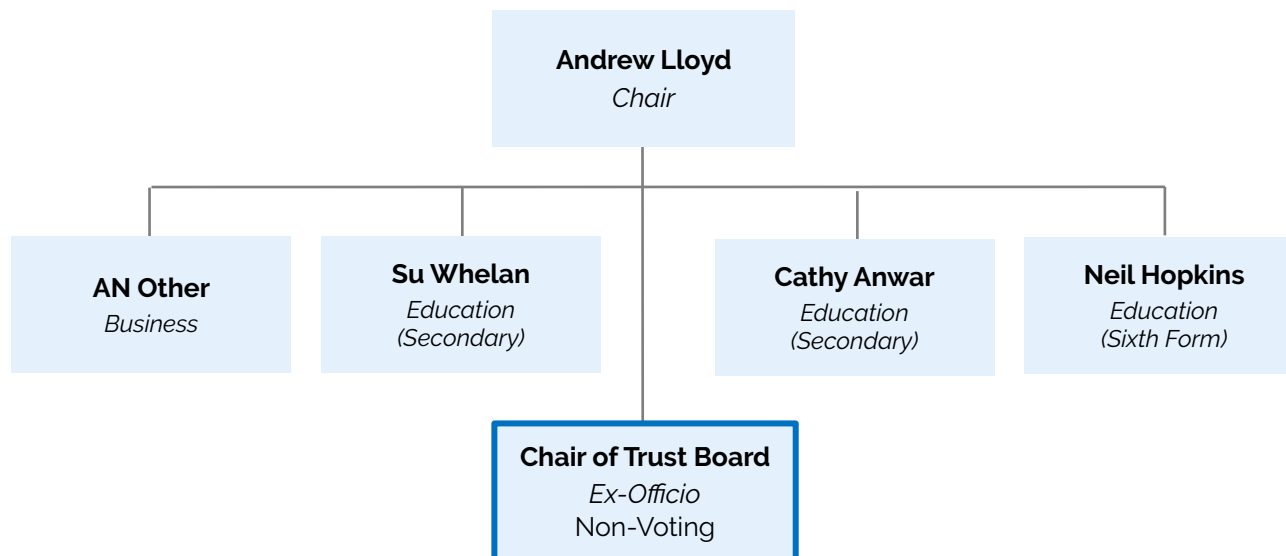 Andrew Lloyd
Chair
AN Other
Business
Su Whelan
Education
(Secondary)
Cathy Anwar
Education
(Secondary)
Neil Hopkins
Education
(Sixth Form)
Chair of Trust Board
Ex-Officio
Non-Voting